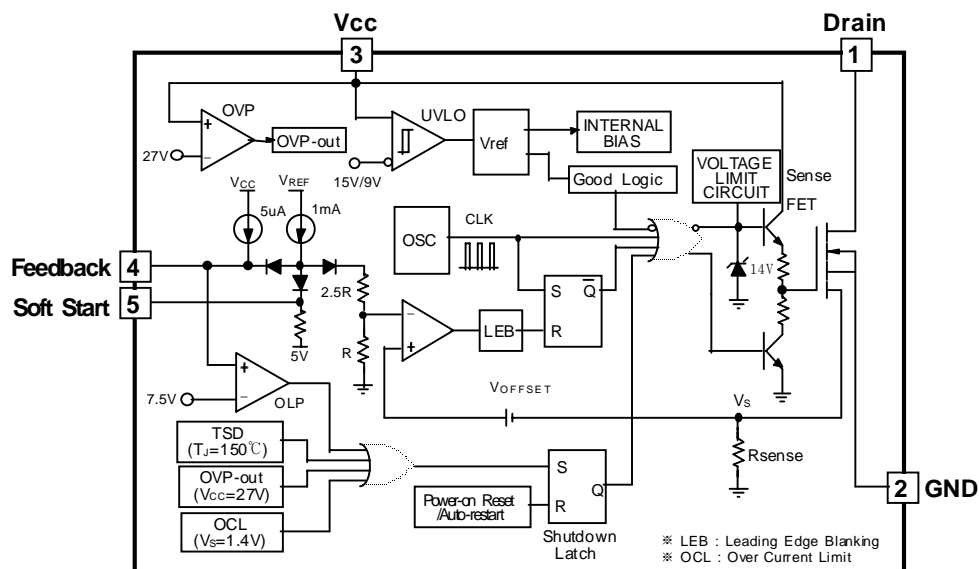 Vcc
Drain
3
1
OVP
+
−
27V
OVP-out
UVLO
15V/9V
Vref
INTERNAL
BIAS
Good Logic
VOLTAGE
LIMIT
CIRCUIT
Sense
FET
VCC
VREF
5uA
1mA
OSC
CLK
Feedback
4
Soft Start
5
2.5R
R
5V
−
+
LEB
S
Q
R
14V
+
−
7.5V
OLP
VOFFSET
VS
Rsense
TSD
(TJ=150℃)
OVP-out
(VCC=27V)
OCL
(VS=1.4V)
Power-on Reset
/Auto-restart
S
R
Q
Shutdown
Latch
2
GND
※ LEB : Leading Edge Blanking
※ OCL : Over Current Limit